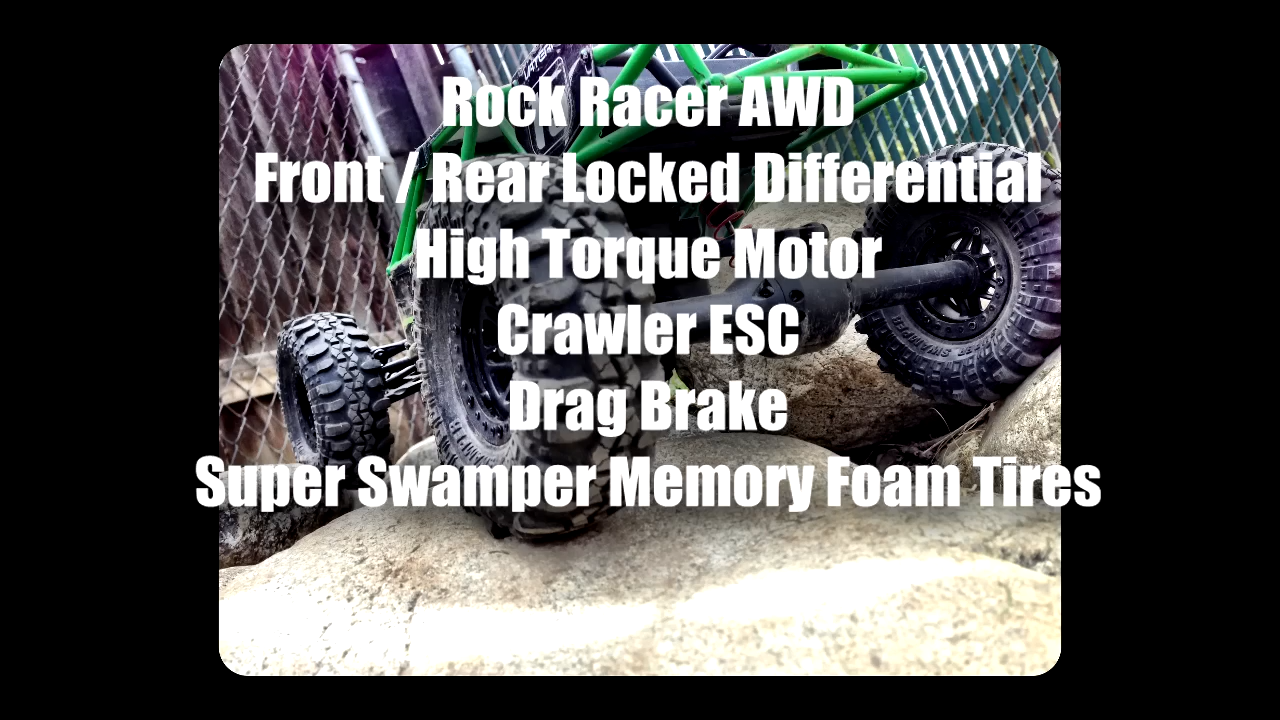 Rock Racer AWD
Front / Rear Locked Differential
High Torque Motor
Crawler ESC
Drag Brake
Super Swamper Memory Foam Tires